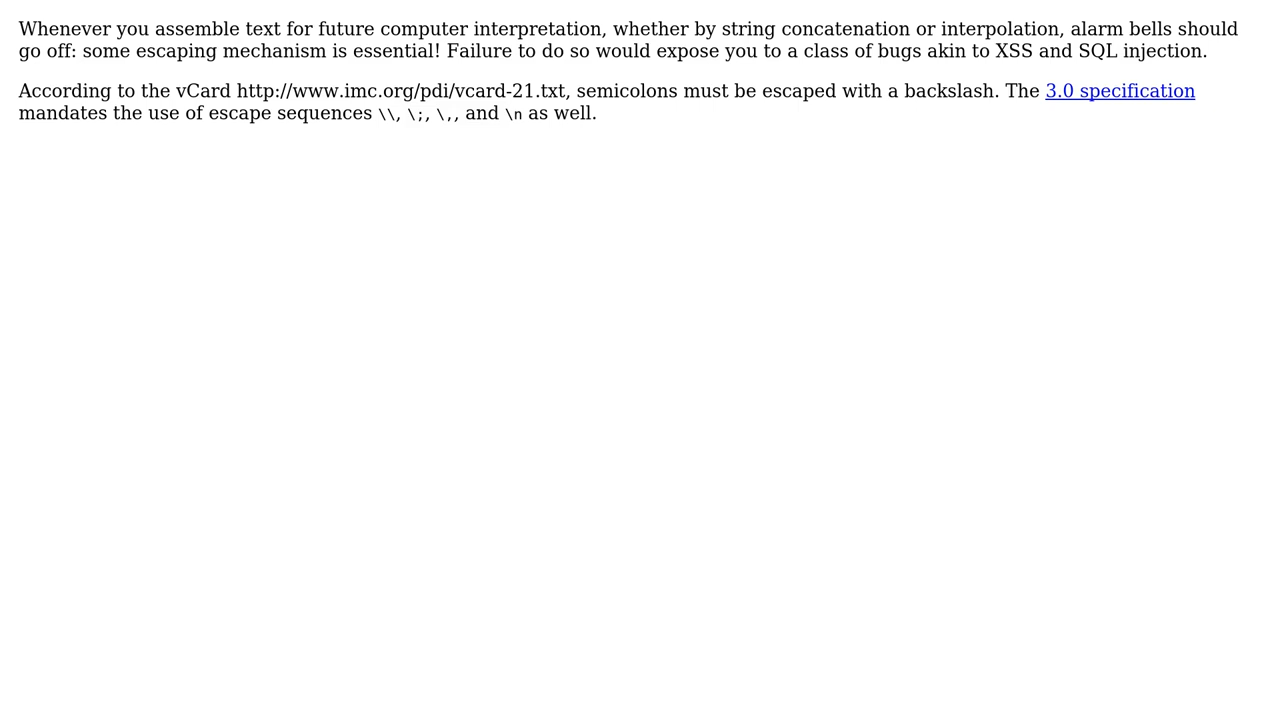 Whenever you assemble text for future computer interpretation, whether by string concatenation or interpolation, alarm bells should
go off: some escaping mechanism is essential! Failure to do so would expose you to a class of bugs akin to XSS and SQL injection.
According to the vCard http://www.imc.org/pdi/vcard-21.txt, semicolons must be escaped with a backslash. The 3.0 specification
mandates the use of escape sequences \\, \;, \,, and \n as well.